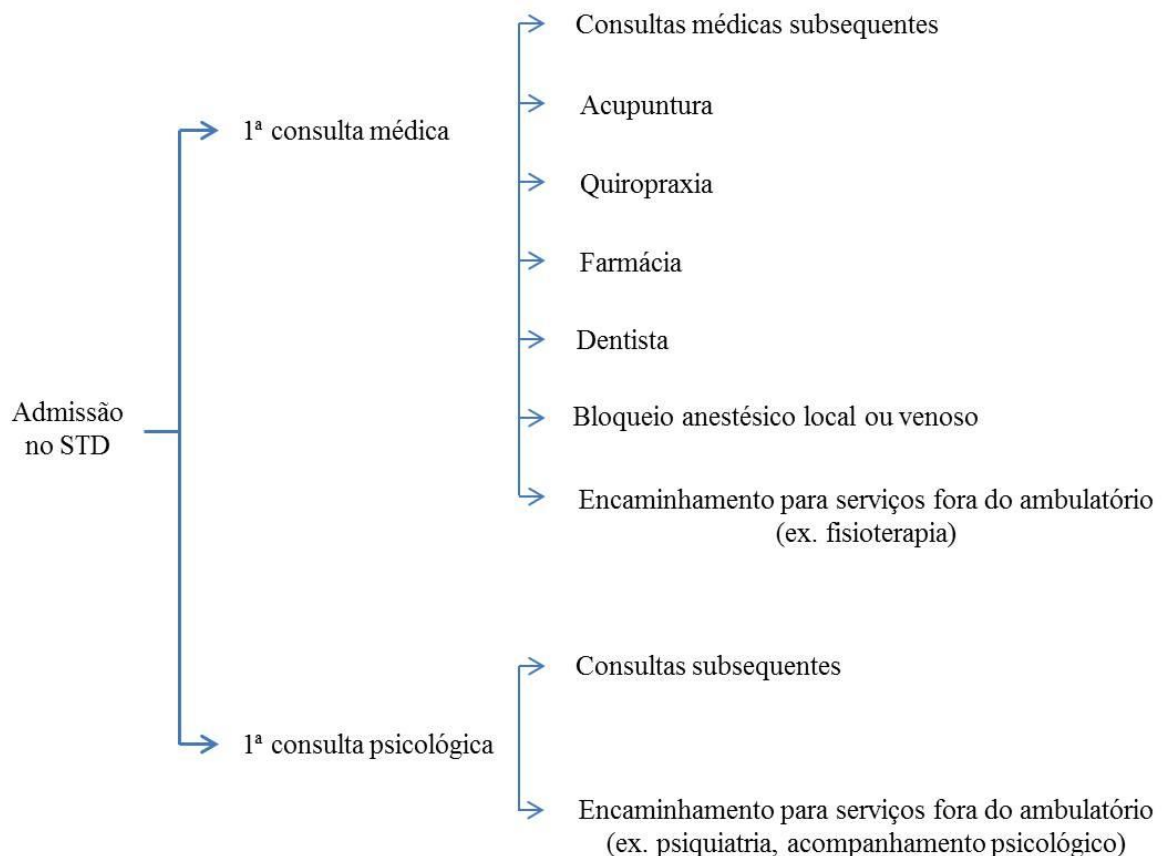 Admissão
no STD
1ª consulta médica
Consultas médicas subsequentes
Acupuntura
Quiropraxia
Farmácia
Dentista
Bloqueio anestésico local ou venoso
Encaminhamento para serviços fora do ambulatório
(ex. fisioterapia)
1ª consulta psicológica
Consultas subsequentes
Encaminhamento para serviços fora do ambulatório
(ex. psiquiatria, acompanhamento psicológico)